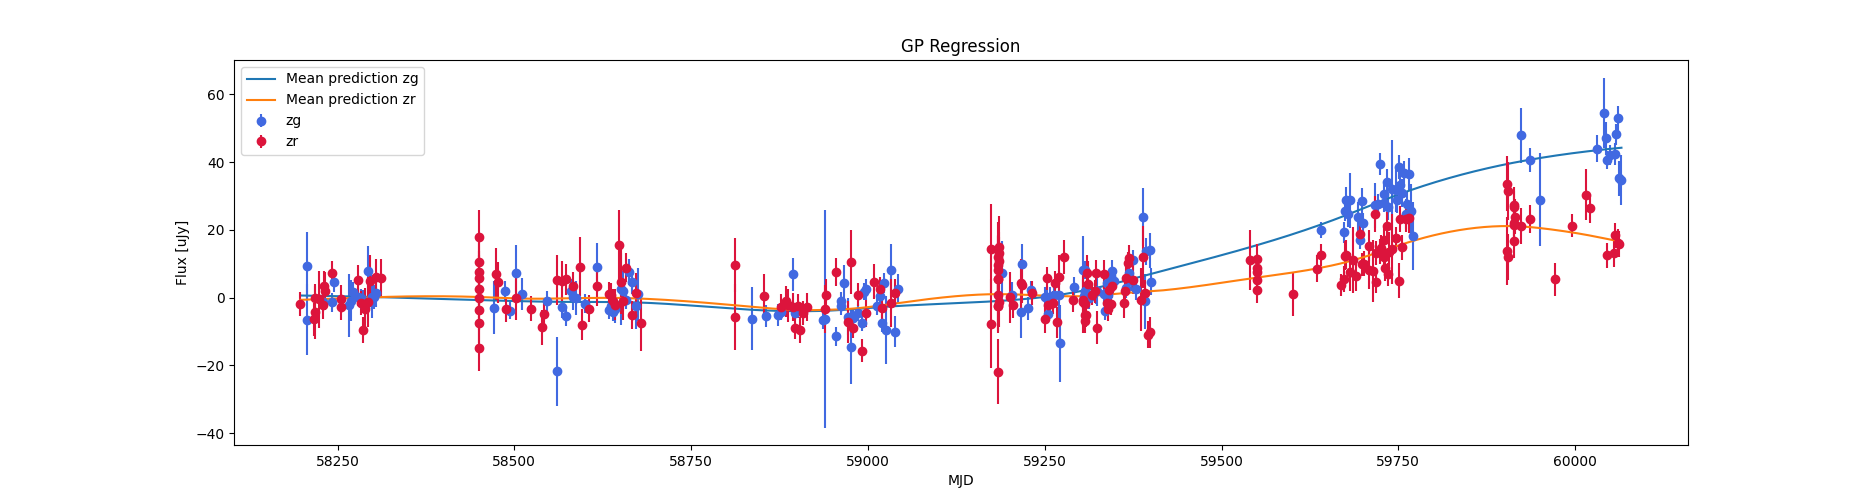 GP Regression
Mean prediction zg
Mean prediction zr
zg
zr
Flux [uJy]
60
40
20
0
−20
−40
58250 58500 58750 59000 59250 59500 59750 60000
MJD